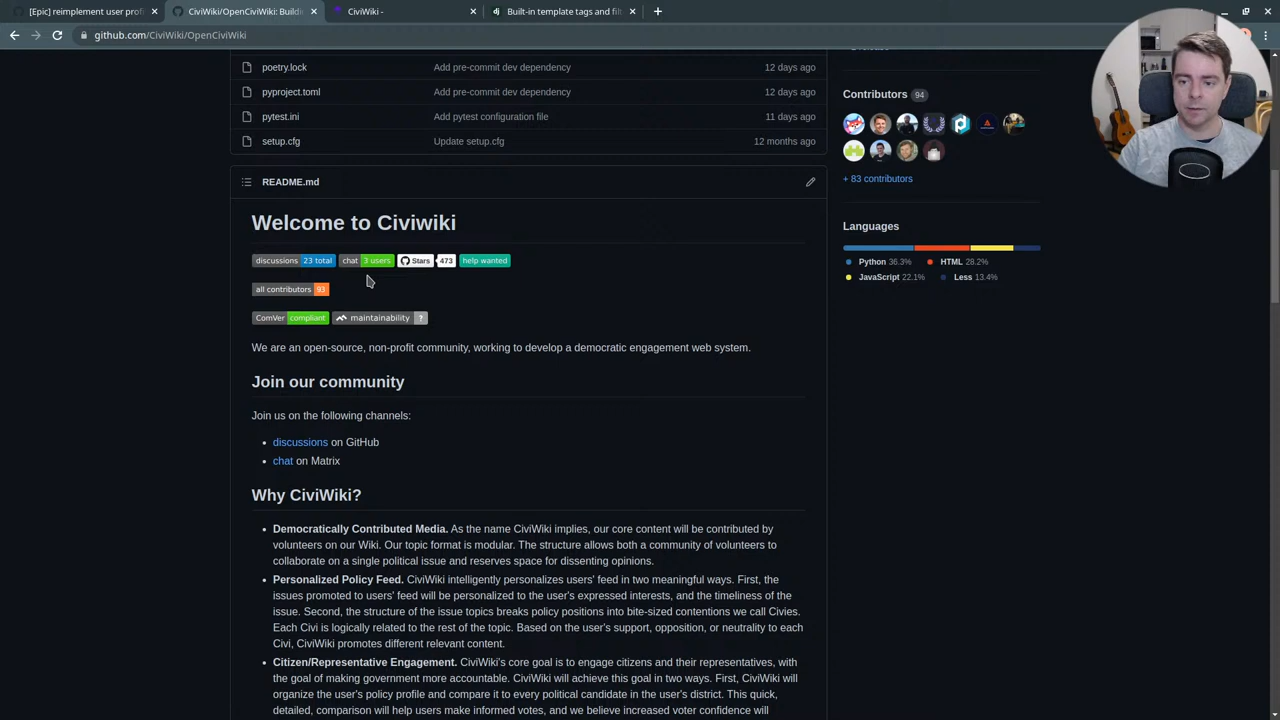 [Epic] reimplement user profi
CiviWiki/OpenCiviWiki: Buildi
CiviWiki -
Built-in template tags and filt
github.com/CiviWiki/OpenCiviWiki
poetry.lock Add pre-commit dev dependency 12 days ago
pyproject.toml Add pre-commit dev dependency 12 days ago
pytest.ini Add pytest configuration file 11 days ago
setup.cfg Update setup.cfg 12 months ago
README.md
Welcome to Civiwiki
discussions 23 total chat 3 users Stars 473 help wanted
all contributors 93
ComVer compliant maintainability ?
We are an open-source, non-profit community, working to develop a democratic engagement web system.
Join our community
Join us on the following channels:
discussions on GitHub
chat on Matrix
Why CiviWiki?
Democratically Contributed Media. As the name CiviWiki implies, our core content will be contributed by
volunteers on our Wiki. Our topic format is modular. The structure allows both a community of volunteers to
collaborate on a single political issue and reserves space for dissenting opinions.
Personalized Policy Feed. CiviWiki intelligently personalizes users' feed in two meaningful ways. First, the
issues promoted to users' feed will be personalized to the user's expressed interests, and the timeliness of the
issue. Second, the structure of the issue topics breaks policy positions into bite-sized contentions we call Civies.
Each Civi is logically related to the rest of the topic. Based on the user's support, opposition, or neutrality to each
Civi, CiviWiki promotes different relevant content.
Citizen/Representative Engagement. CiviWiki's core goal is to engage citizens and their representatives, with
the goal of making government more accountable. CiviWiki will achieve this goal in two ways. First, CiviWiki will
organize the user's policy profile and compare it to every political candidate in the user's district. This quick,
detailed, comparison will help users make informed votes, and we believe increased voter confidence will
Contributors 94
+ 83 contributors
Languages
Python 36.3% HTML 28.2%
JavaScript 22.1% Less 13.4%